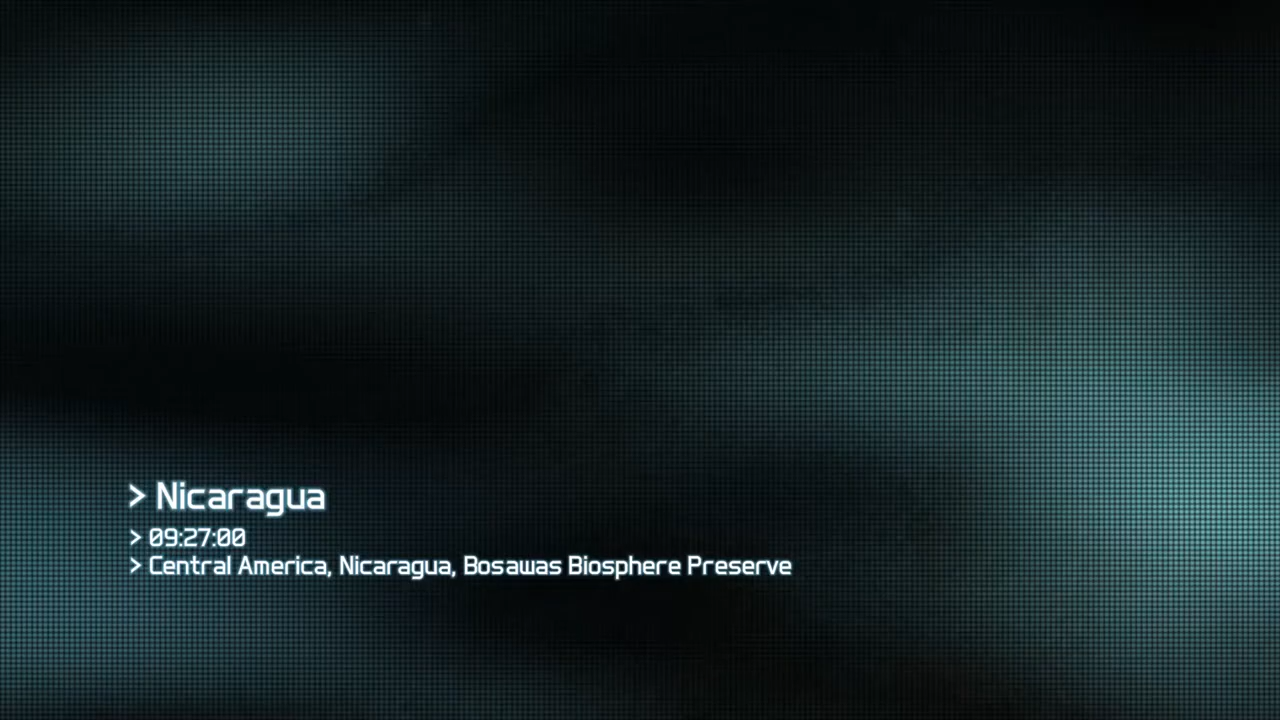 > Nicaragua
> 09:27:00
> Central America, Nicaragua, Bosawas Biosphere Preserve